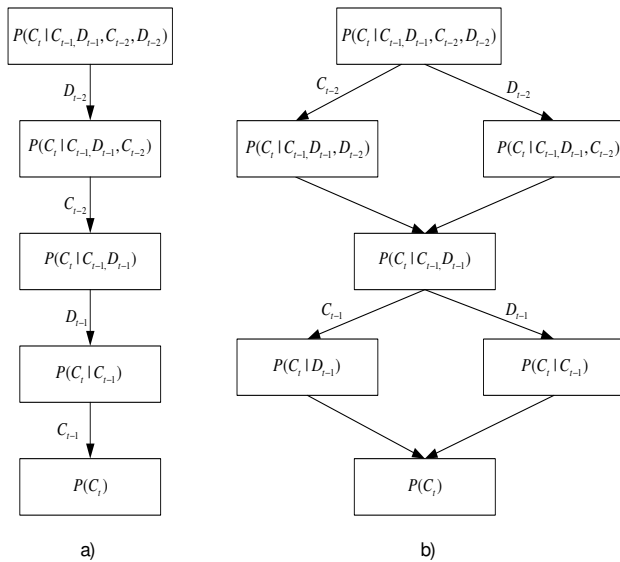 P(C_t | C_{t-1,} D_{t-1}, C_{t-2}, D_{t-2})
D_{t-2}
P(C_t | C_{t-1,} D_{t-1}, C_{t-2})
C_{t-2}
P(C_t | C_{t-1,} D_{t-1})
D_{t-1}
P(C_t | C_{t-1})
C_{t-1}
P(C_t)
a)
P(C_t | C_{t-1,} D_{t-1}, C_{t-2}, D_{t-2})
C_{t-2}
D_{t-2}
P(C_t | C_{t-1,} D_{t-1}, D_{t-2})
P(C_t | C_{t-1,} D_{t-1}, C_{t-2})
P(C_t | C_{t-1,} D_{t-1})
C_{t-1}
D_{t-1}
P(C_t | D_{t-1})
P(C_t | C_{t-1})
P(C_t)
b)